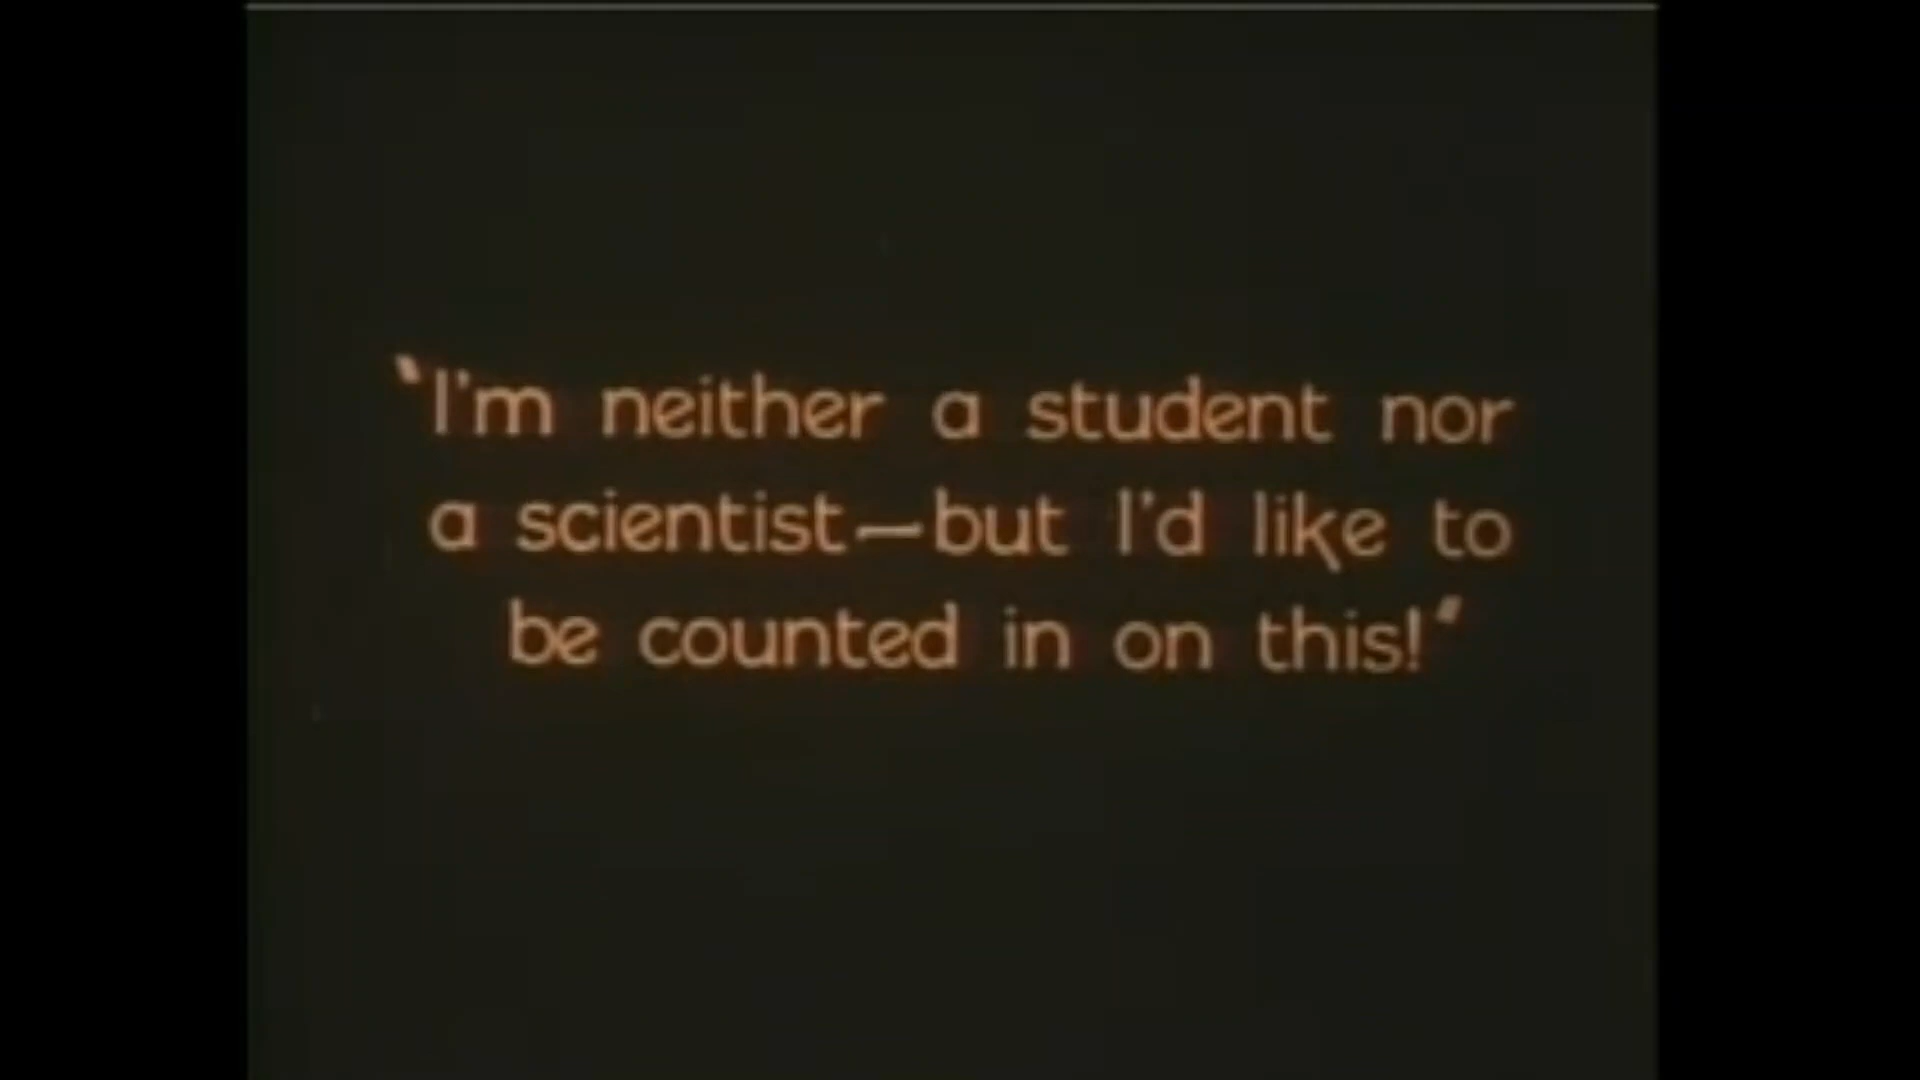 "I'm neither a student nor
a scientist—but I'd like to
be counted in on this!"